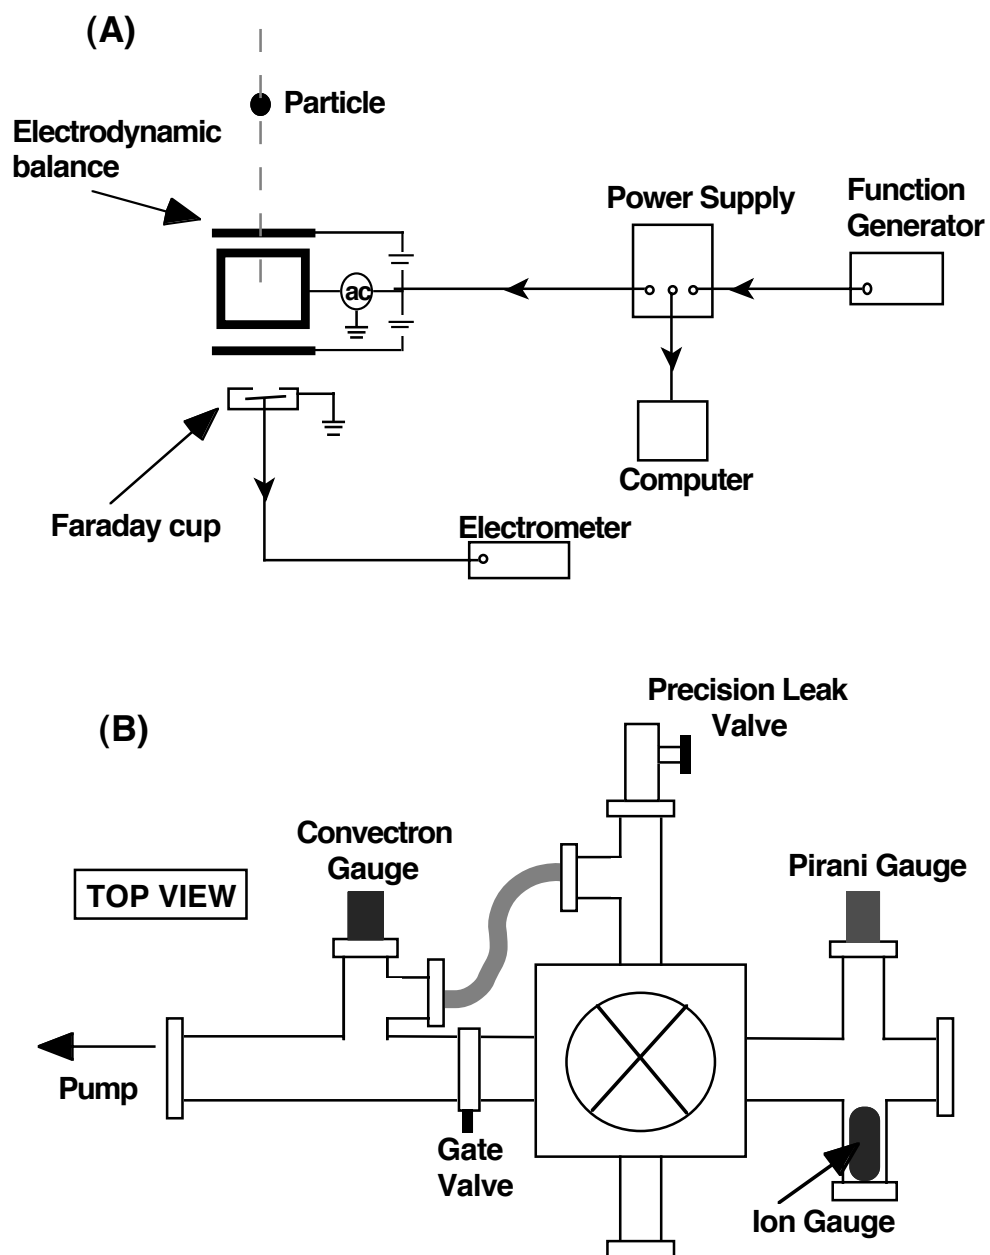 (A)
Particle
Electrodynamic
balance
Power Supply
Function
Generator
ac
Computer
Faraday cup
Electrometer
(B)
Precision Leak
Valve
Convectron
Gauge
Pirani Gauge
TOP VIEW
Pump
Gate
Valve
Ion Gauge